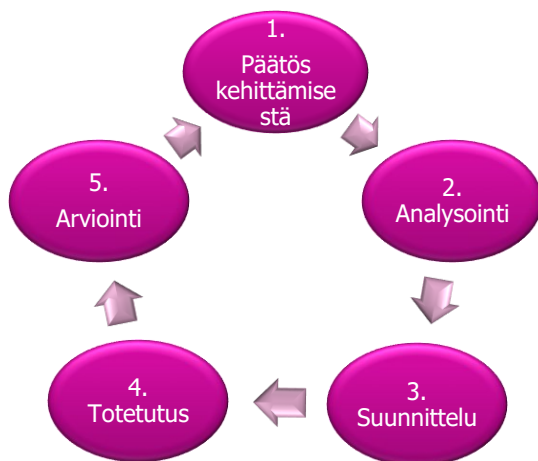 1.
Päätös
kehittämise
stä
2.
Analysointi
3.
Suunnittelu
4.
Totetutus
5.
Arviointi